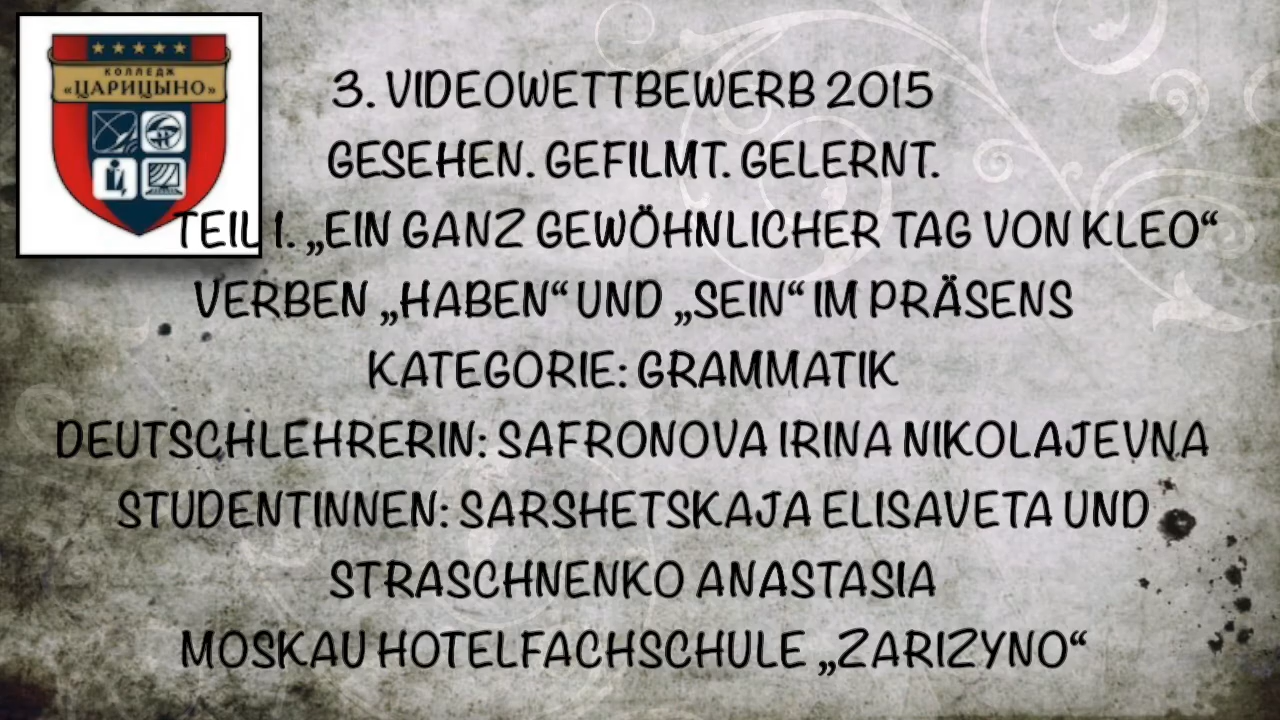 КОЛЛЕДЖ
«ЦАРИЦЫНО»
3. VIDEOWETTBEWERB 2015
GESEHEN. GEFILMT. GELERNT.
TEIL 1. „EIN GANZ GEWÖHNLICHER TAG VON KLEO“
VERBEN „HABEN“ UND „SEIN“ IM PRÄSENS
KATEGORIE: GRAMMATIK
DEUTSCHLEHRERIN: SAFRONOVA IRINA NIKOLAJEVNA
STUDENTINNEN: SARSHETSKAJA ELISAVETA UND
STRASCHNENKO ANASTASIA
MOSKAU HOTELFACHSCHULE „ZARIZYNO“